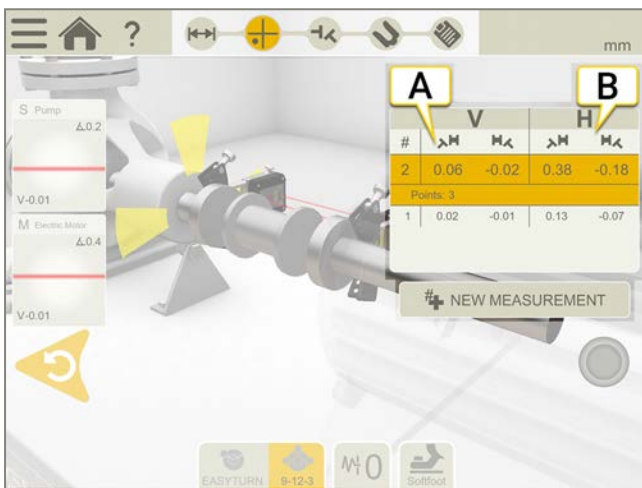 ?
mm
A
B
S Pump
∡0.2
V-0.01
M Electric Motor
∡0.4
V-0.01
V H
#
2 0.06 -0.02 0.38 -0.18
Points: 3
1 0.02 -0.01 0.13 -0.07
# NEW MEASUREMENT
EASYTURN
9-12-3
0
Softfoot